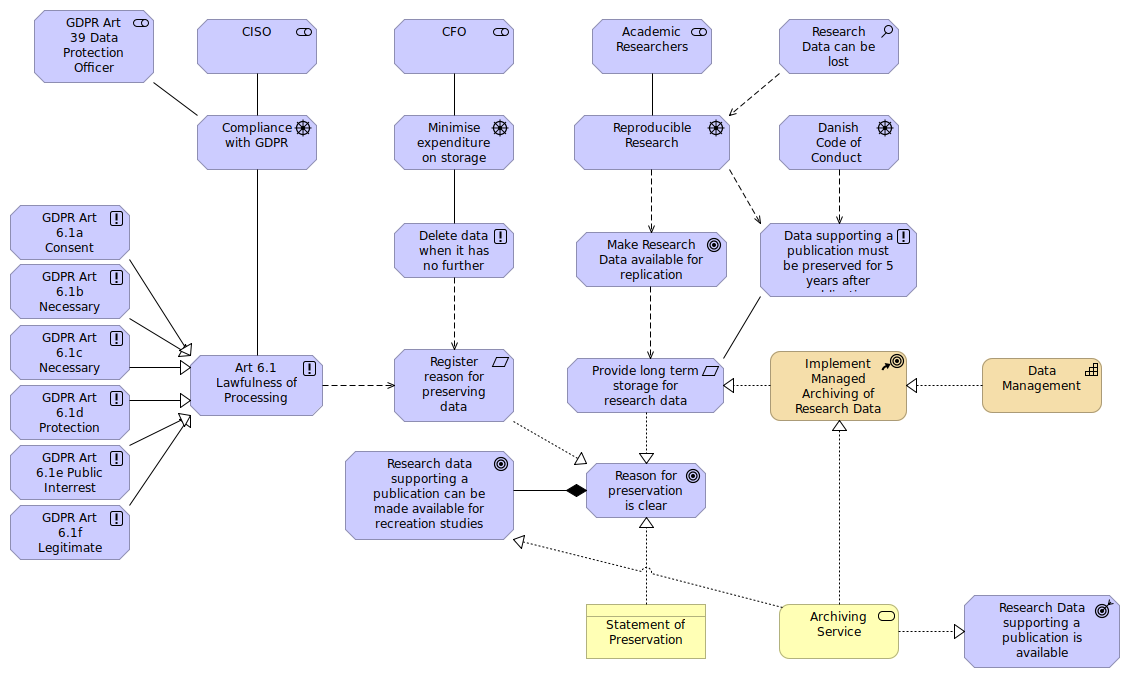 GDPR Art
39 Data
Protection
Officer
CISO
CFO
Academic
Researchers
Research
Data can be
lost
Compliance
with GDPR
Minimise
expenditure
on storage
Reproducible
Research
Danish
Code of
Conduct
GDPR Art
6.1a
Consent
Delete data
when it has
no further
Make Research
Data available for
replication
Data supporting a
publication must
be preserved for 5
years after
GDPR Art
6.1b
Necessary
GDPR Art
6.1c
Necessary
Art 6.1
Lawfulness of
Processing
Register
reason for
preserving
data
Provide long term
storage for
research data
Implement
Managed
Archiving of
Research Data
Data
Management
GDPR Art
6.1d
Protection
GDPR Art
6.1e Public
Interrest
Research data
supporting a
publication can be
made available for
recreation studies
Reason for
preservation
is clear
GDPR Art
6.1f
Legitimate
Statement of
Preservation
Archiving
Service
Research Data
supporting a
publication is
available